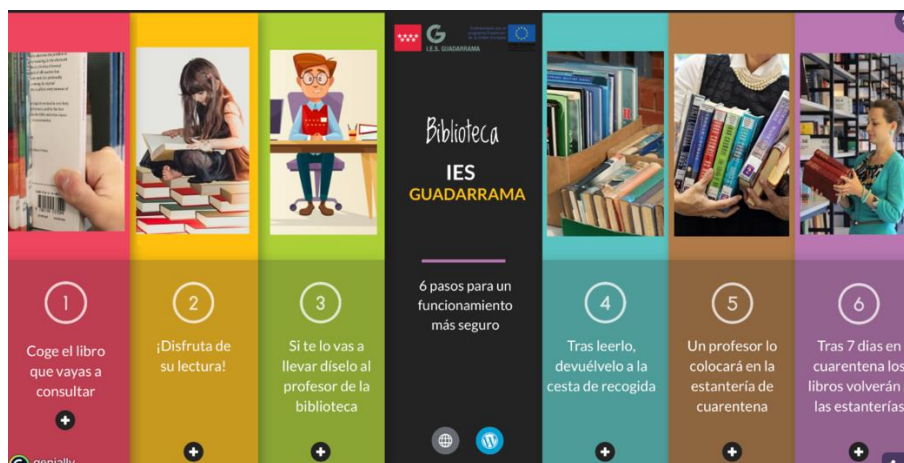 1
Coge el libro
que vayas a
consultar
2
¡Disfruta de
su lectura!
3
Si te lo vas a
llevar díselo al
profesor de la
biblioteca
I.E.S. GUADARRAMA
Biblioteca
IES
GUADARRAMA
6 pasos para un
funcionamiento
más seguro
4
Tras leerlo,
devuélvelo a la
cesta de recogida
5
Un profesor lo
colocará en la
estantería de
cuarentena
6
Tras 7 dias en
cuarentena los
libros volverán
las estanterías
genially